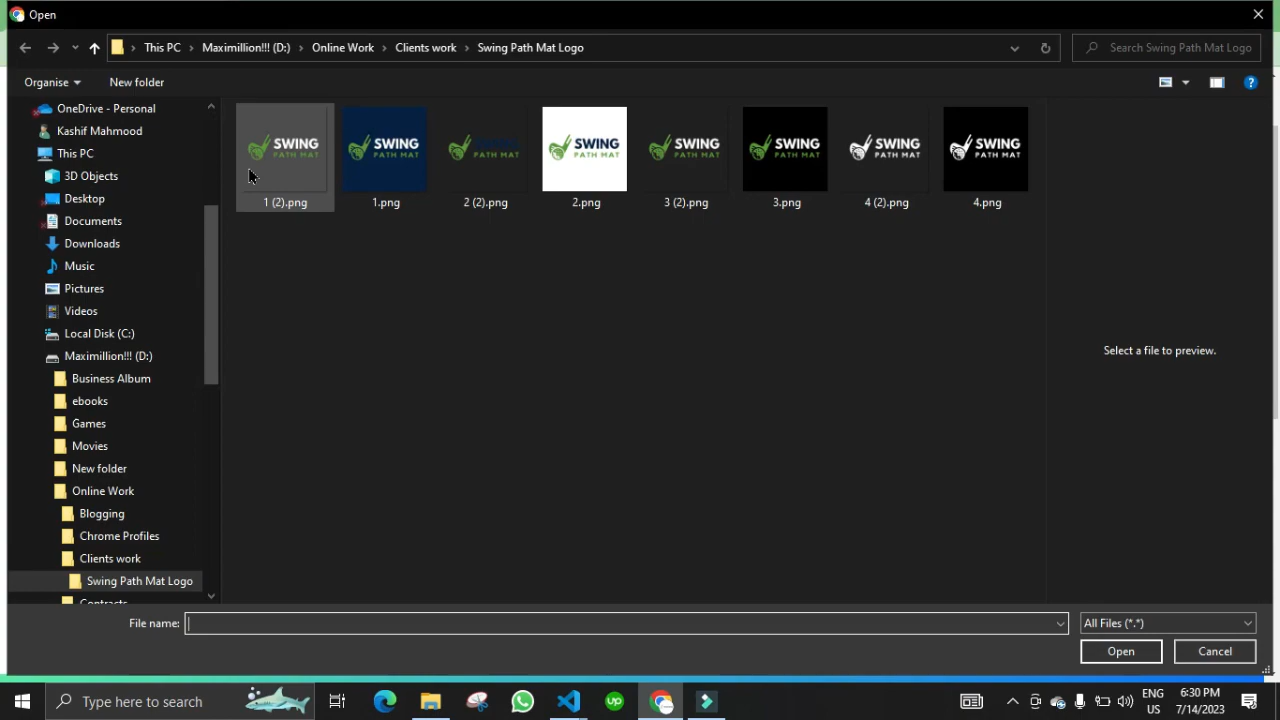 Open
This PC > Maximillion!!! (D:) > Online Work > Clients work > Swing Path Mat Logo
Search Swing Path Mat Logo
Organise
New folder
OneDrive - Personal
Kashif Mahmood
This PC
3D Objects
Desktop
Documents
Downloads
Music
Pictures
Videos
Local Disk (C:)
Maximillion!!! (D:)
Business Album
ebooks
Games
Movies
New folder
Online Work
Blogging
Chrome Profiles
Clients work
Swing Path Mat Logo
Contracts
SWING
PATH MAT
1 (2).png
SWING
PATH MAT
1.png
SWING
PATH MAT
2 (2).png
SWING
PATH MAT
2.png
SWING
PATH MAT
3 (2).png
SWING
PATH MAT
3.png
SWING
PATH MAT
4 (2).png
SWING
PATH MAT
4.png
Select a file to preview.
File name:
All Files (*.*)
Open
Cancel
Type here to search
up
ENG
US
6:30 PM
7/14/2023